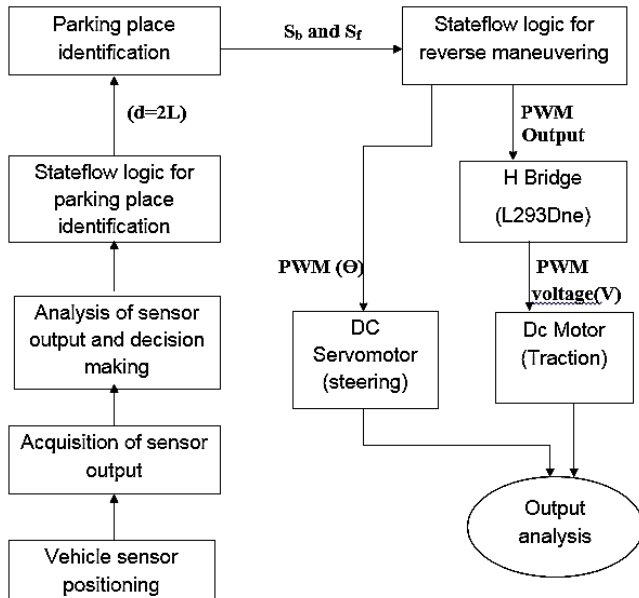 Parking place
identification
S_b and S_f
Stateflow logic for
reverse maneuvering
(d=2L)
PWM
Output
Stateflow logic for
parking place
identification
H Bridge
(L293Dne)
PWM (Ɵ)
PWM
voltage(V)
Analysis of sensor
output and decision
making
DC
Servomotor
(steering)
Dc Motor
(Traction)
Acquisition of sensor
output
Output
analysis
Vehicle sensor
positioning